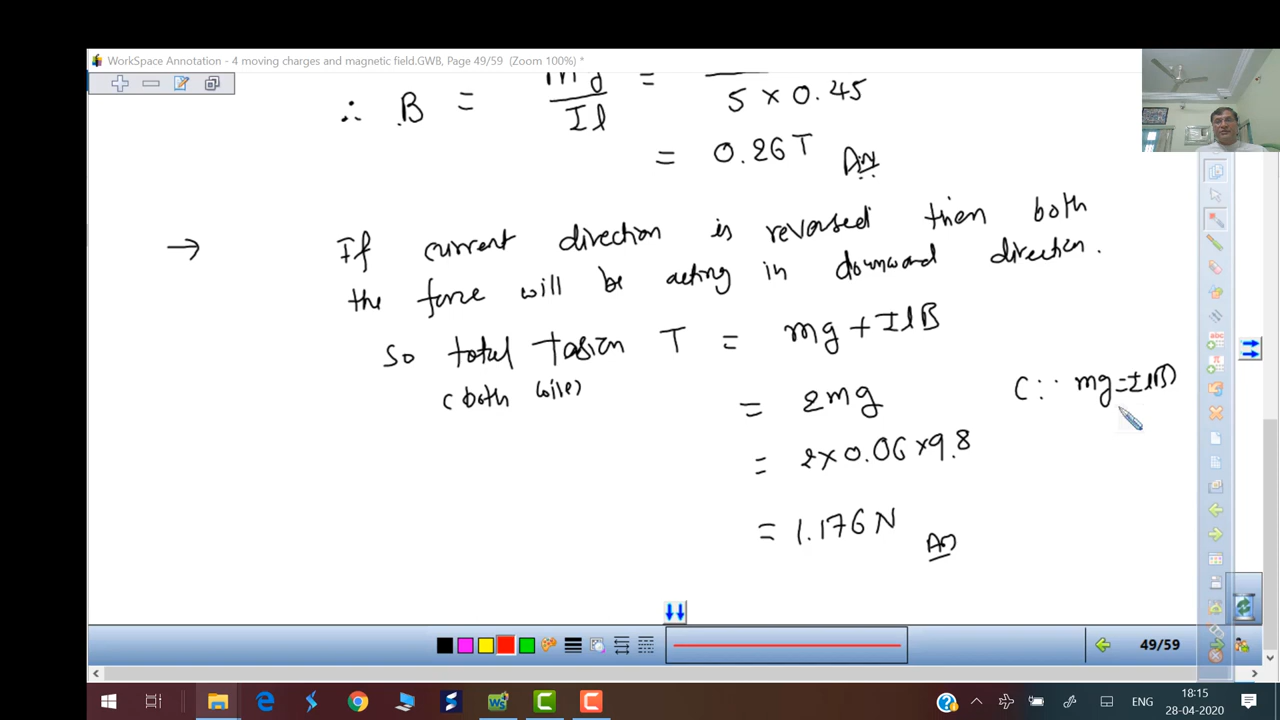 WorkSpace Annotation - 4 moving charges and magnetic field.GWB, Page 49/59 (Zoom 100%) *
∴ B = mg/Il = 5 × 0.45
= 0.26 T Ans
→ If current direction is reversed then both
the force will be acting in downward direction.
So total T = mg + IlB
(both wire)
= 2mg (∵ mg=IlB)
= 2×0.06×9.8
= 1.176 N Ans
49/59
ENG
18:15
28-04-2020